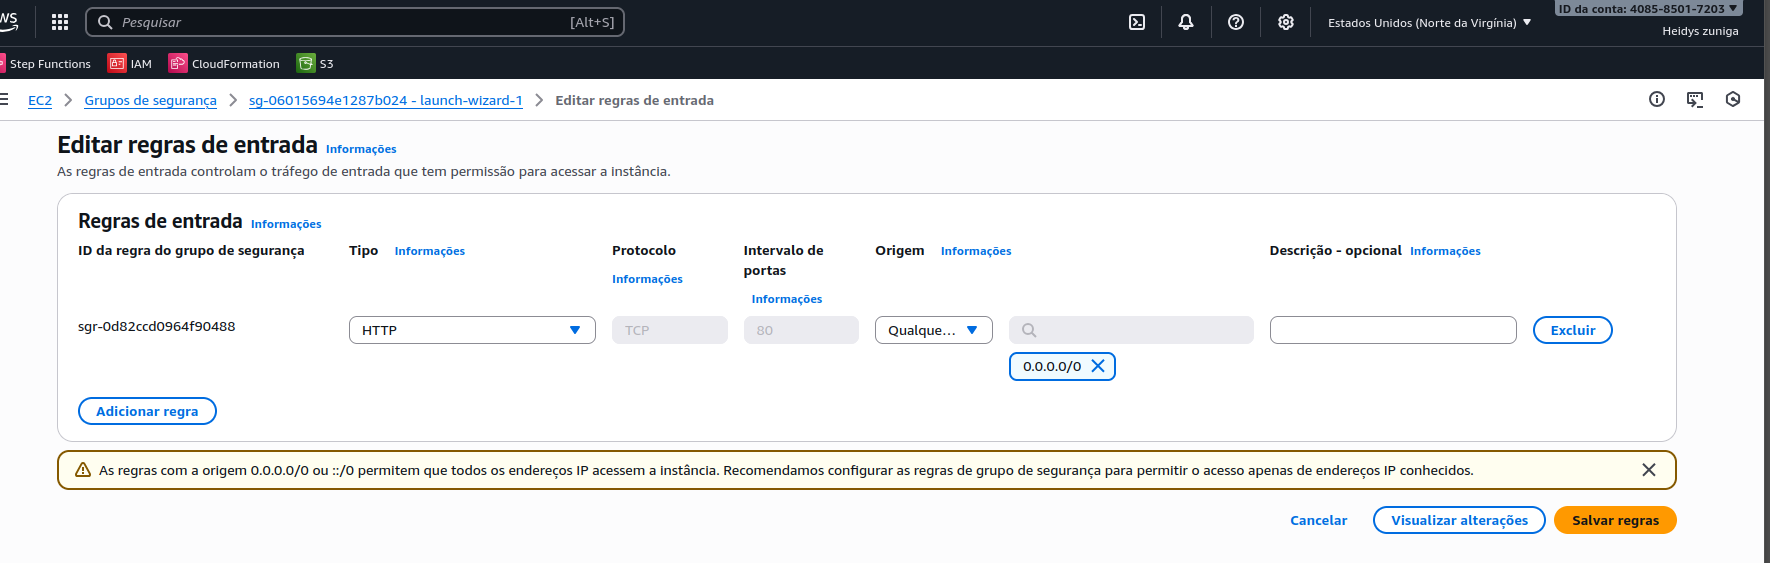 WS
Pesquisar [Alt+S]
Estados Unidos (Norte da Virgínia)
ID da conta: 4085-8501-7203
Heidys zuniga
Step Functions IAM CloudFormation S3
EC2 Grupos de segurança sg-06015694e1287b024 - launch-wizard-1 Editar regras de entrada
Editar regras de entrada Informações
As regras de entrada controlam o tráfego de entrada que tem permissão para acessar a instância.
Regras de entrada Informações
ID da regra do grupo de segurança
Tipo Informações
Protocolo
Informações
Intervalo de
portas
Informações
Origem Informações
Descrição - opcional Informações
sgr-0d82ccd0964f90488 HTTP TCP 80 Qualque... Excluir
0.0.0.0/0
Adicionar regra
As regras com a origem 0.0.0.0/0 ou ::/0 permitem que todos os endereços IP acessem a instância. Recomendamos configurar as regras de grupo de segurança para permitir o acesso apenas de endereços IP conhecidos.
Cancelar Visualizar alterações Salvar regras